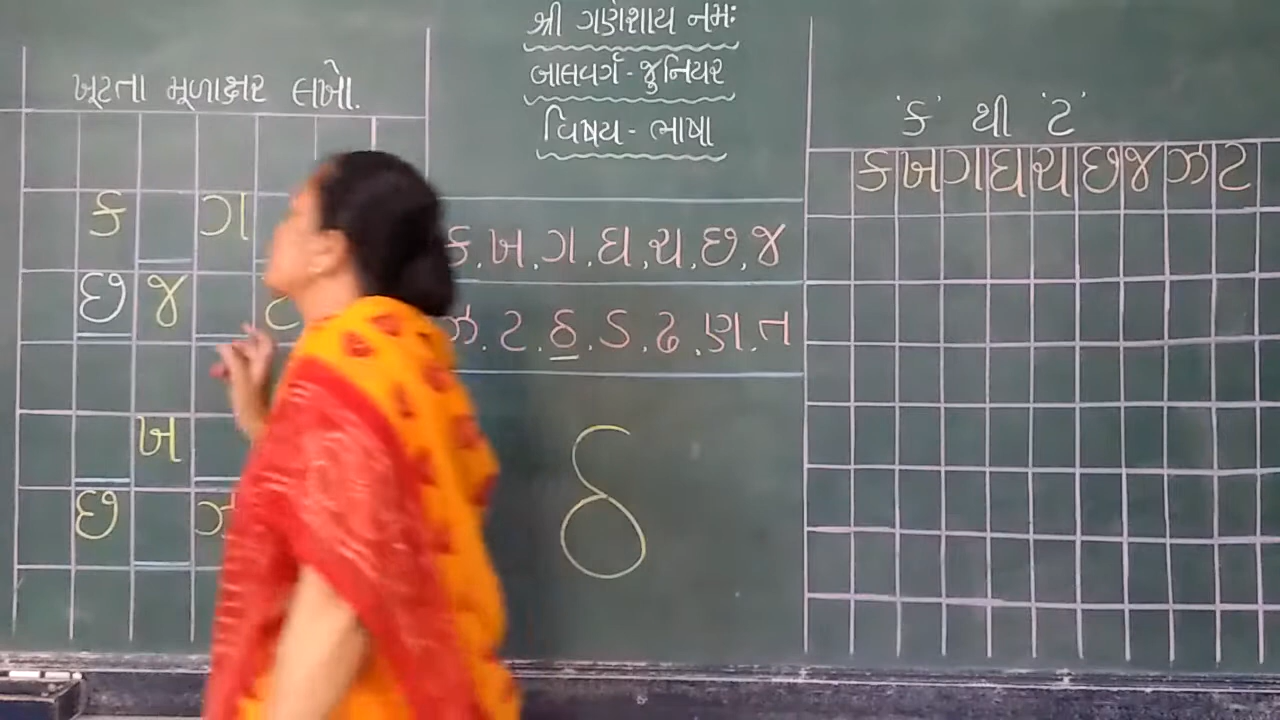 ખૂટતા મૂળાક્ષર લખો.
ક ગ
છ જ ટ
ખ
છ ઝ
શ્રી ગણેશાય નમઃ
બાલવર્ગ - જુનિયર
વિષય - ભાષા
ક, ખ, ગ, ઘ, ચ, છ, જ
ઝ, ટ, ઠ, ડ, ઢ, ણ, ત
ઠ
'ક' થી 'ટ'
ક ખ ગ ઘ ચ છ જ ઝ ટ